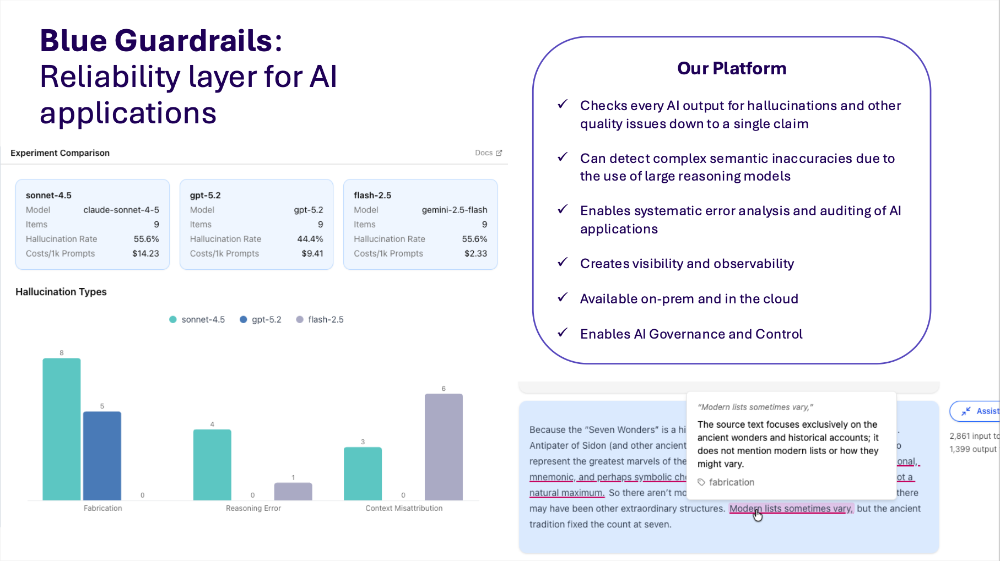 Blue Guardrails:
Reliability layer for AI
applications
Experiment Comparison
Docs
sonnet-4.5
Model claude-sonnet-4-5
Items 9
Hallucination Rate 55.6%
Costs/1k Prompts $14.23
gpt-5.2
Model gpt-5.2
Items 9
Hallucination Rate 44.4%
Costs/1k Prompts $9.41
flash-2.5
Model gemini-2.5-flash
Items 9
Hallucination Rate 55.6%
Costs/1k Prompts $2.33
Hallucination Types
sonnet-4.5 gpt-5.2 flash-2.5
8 5 0
4 0 1
3 0 6
Fabrication Reasoning Error Context Misattribution
Our Platform
✓ Checks every AI output for hallucinations and other
quality issues down to a single claim
✓ Can detect complex semantic inaccuracies due to
the use of large reasoning models
✓ Enables systematic error analysis and auditing of AI
applications
✓ Creates visibility and observability
✓ Available on-prem and in the cloud
✓ Enables AI Governance and Control
Because the “Seven Wonders” is a hi .
Antipater of Sidon (and other ancient o
represent the greatest marvels of the onal,
mnemonic, and perhaps symbolic che ot a
natural maximum. So there aren’t mo there
may have been other extraordinary structures. Modern lists sometimes vary, but the ancient
tradition fixed the count at seven.
“Modern lists sometimes vary,”
The source text focuses exclusively on the
ancient wonders and historical accounts; it
does not mention modern lists or how they
might vary.
fabrication
Assist
2,861 input to
1,399 output